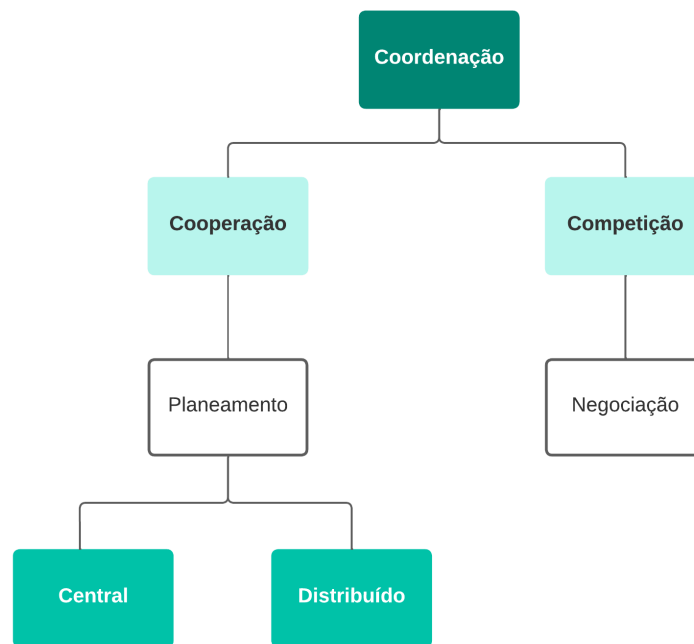 Coordenação
Cooperação
Competição
Planeamento
Negociação
Central
Distribuído